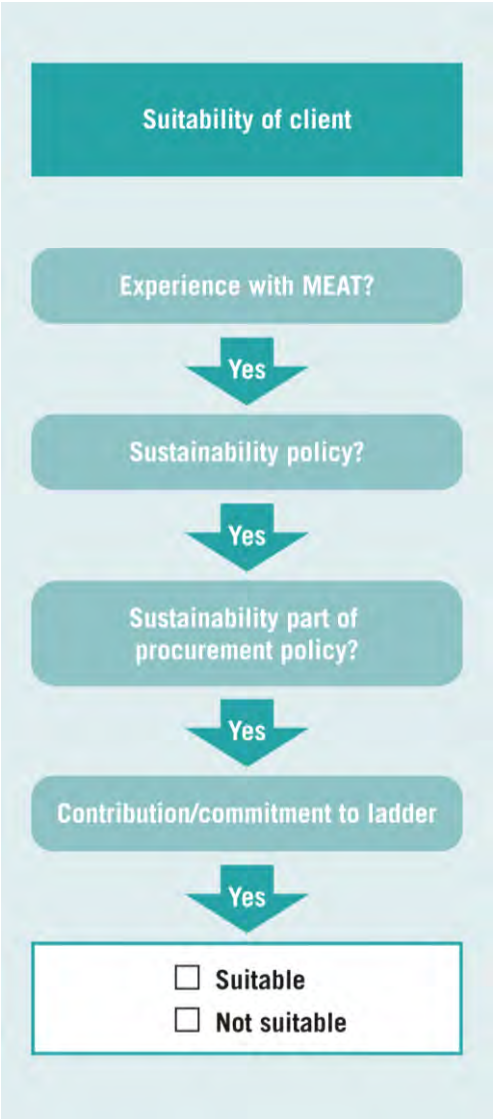 Suitability of client
Experience with MEAT?
Yes
Sustainability policy?
Yes
Sustainability part of
procurement policy?
Yes
Contribution/commitment to ladder
Yes
☐ Suitable
☐ Not suitable